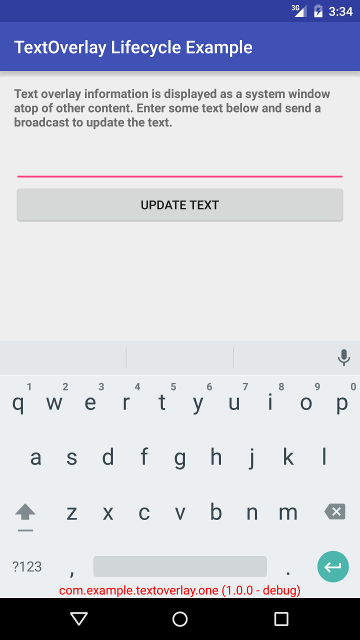 3G 3:34
TextOverlay Lifecycle Example
Text overlay information is displayed as a system window
atop of other content. Enter some text below and send a
broadcast to update the text.
UPDATE TEXT
1 2 3 4 5 6 7 8 9 0
q w e r t y u i o p
a s d f g h j k l
z x c v b n m
?123 , .
com.example.textoverlay.one (1.0.0 - debug)